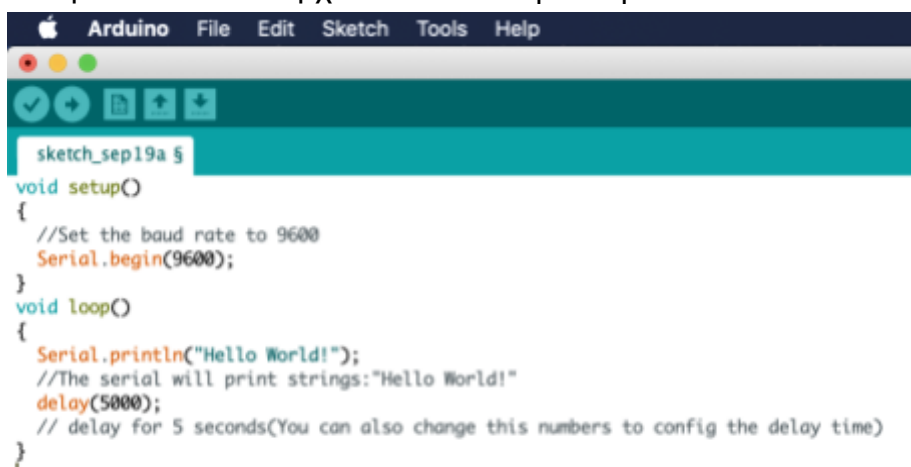 Arduino File Edit Sketch Tools Help
sketch_sep19a §
void setup()
{
//Set the baud rate to 9600
Serial.begin(9600);
}
void loop()
{
Serial.println("Hello World!");
//The serial will print strings:"Hello World!"
delay(5000);
// delay for 5 seconds(You can also change this numbers to config the delay time)
}